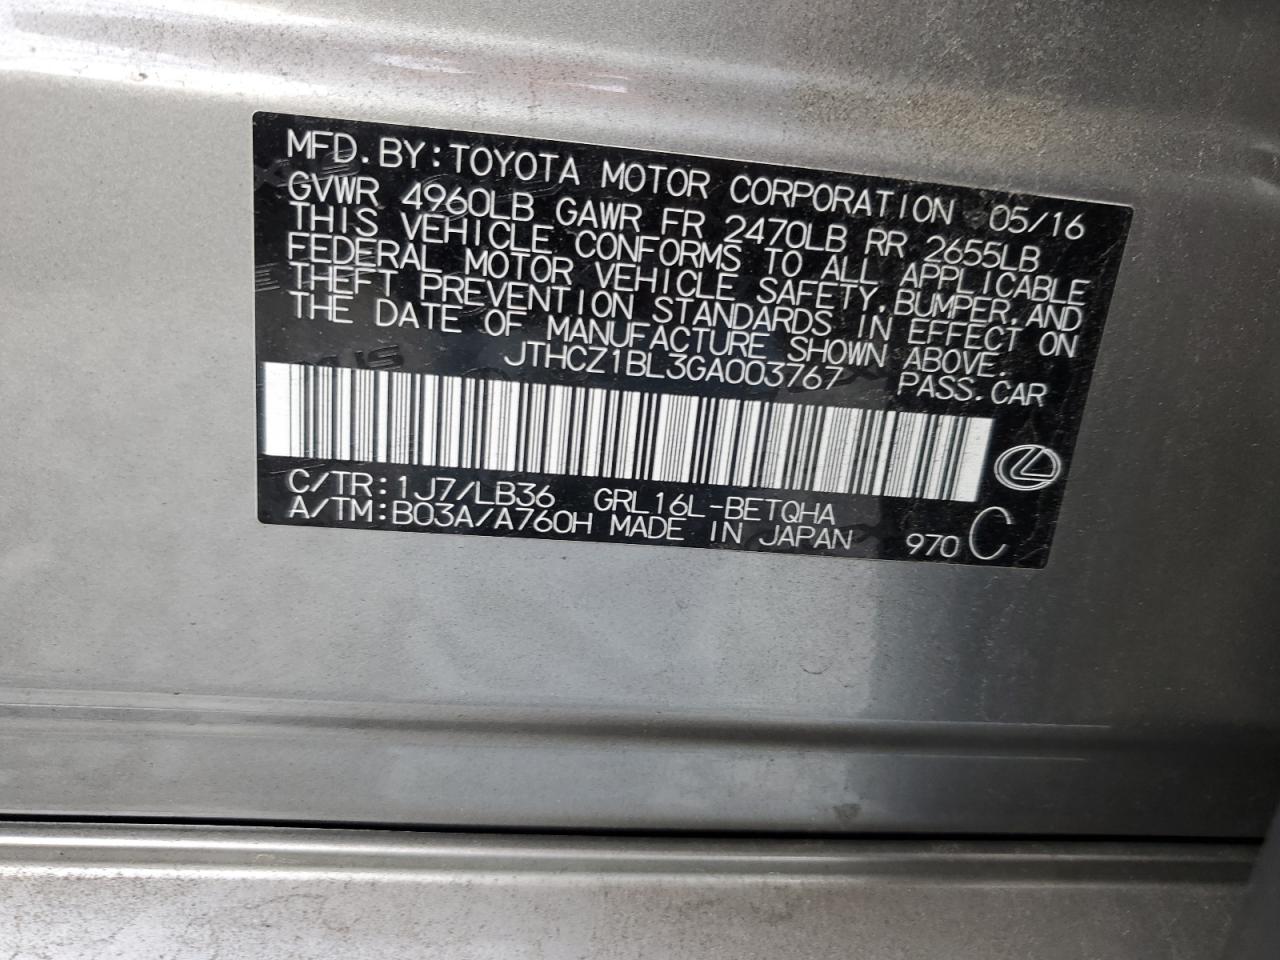 MFD.BY:TOYOTA MOTOR CORPORATION 05/16
GVWR 4960LB GAWR FR 2470LB RR 2655LB
THIS VEHICLE CONFORMS TO ALL APPLICABLE
FEDERAL MOTOR VEHICLE SAFETY,BUMPER,AND
THEFT PREVENTION STANDARDS IN EFFECT ON
THE DATE OF MANUFACTURE SHOWN ABOVE.
JTHCZ1BL3GA003767 PASS.CAR
C/TR:1J7/LB36 GRL16L-BETQHA
A/TM:B03A/A760H MADE IN JAPAN 970 C